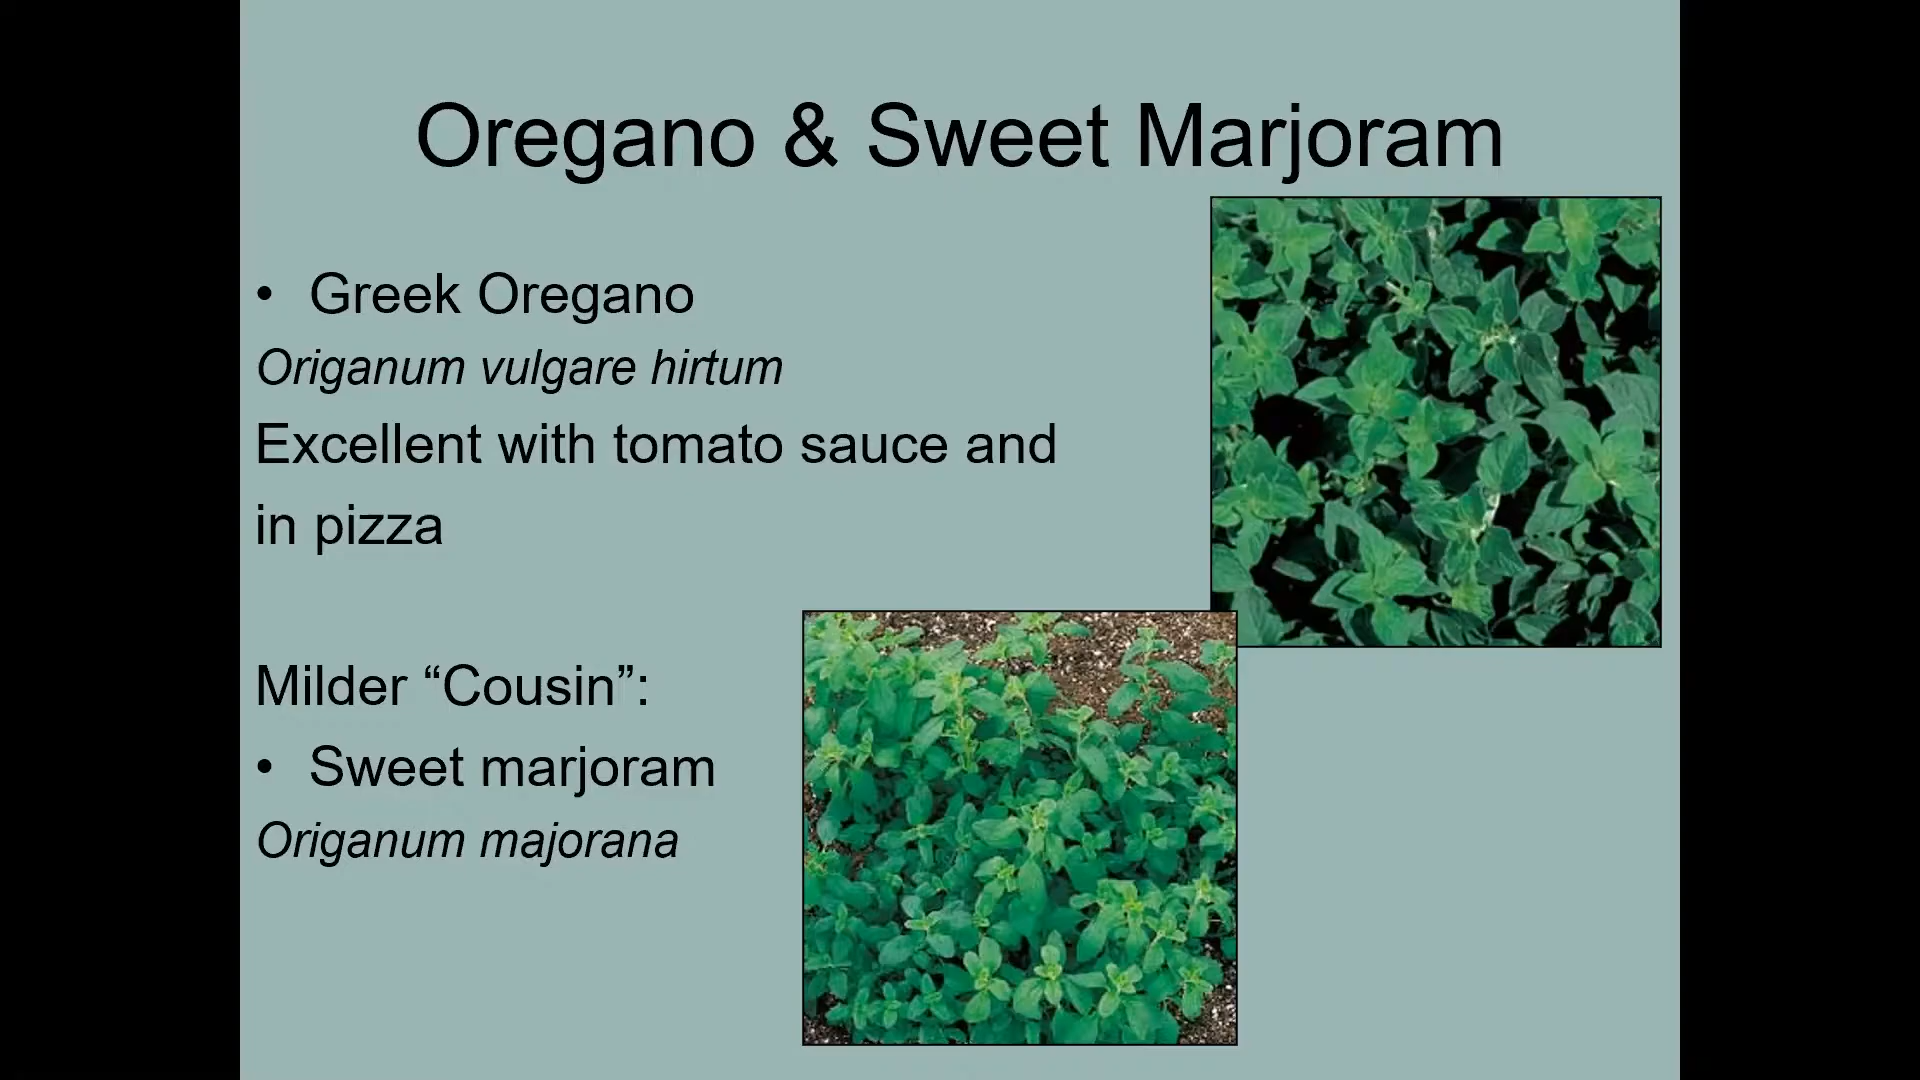 Oregano & Sweet Marjoram
• Greek Oregano
Origanum vulgare hirtum
Excellent with tomato sauce and
in pizza
Milder “Cousin”:
• Sweet marjoram
Origanum majorana